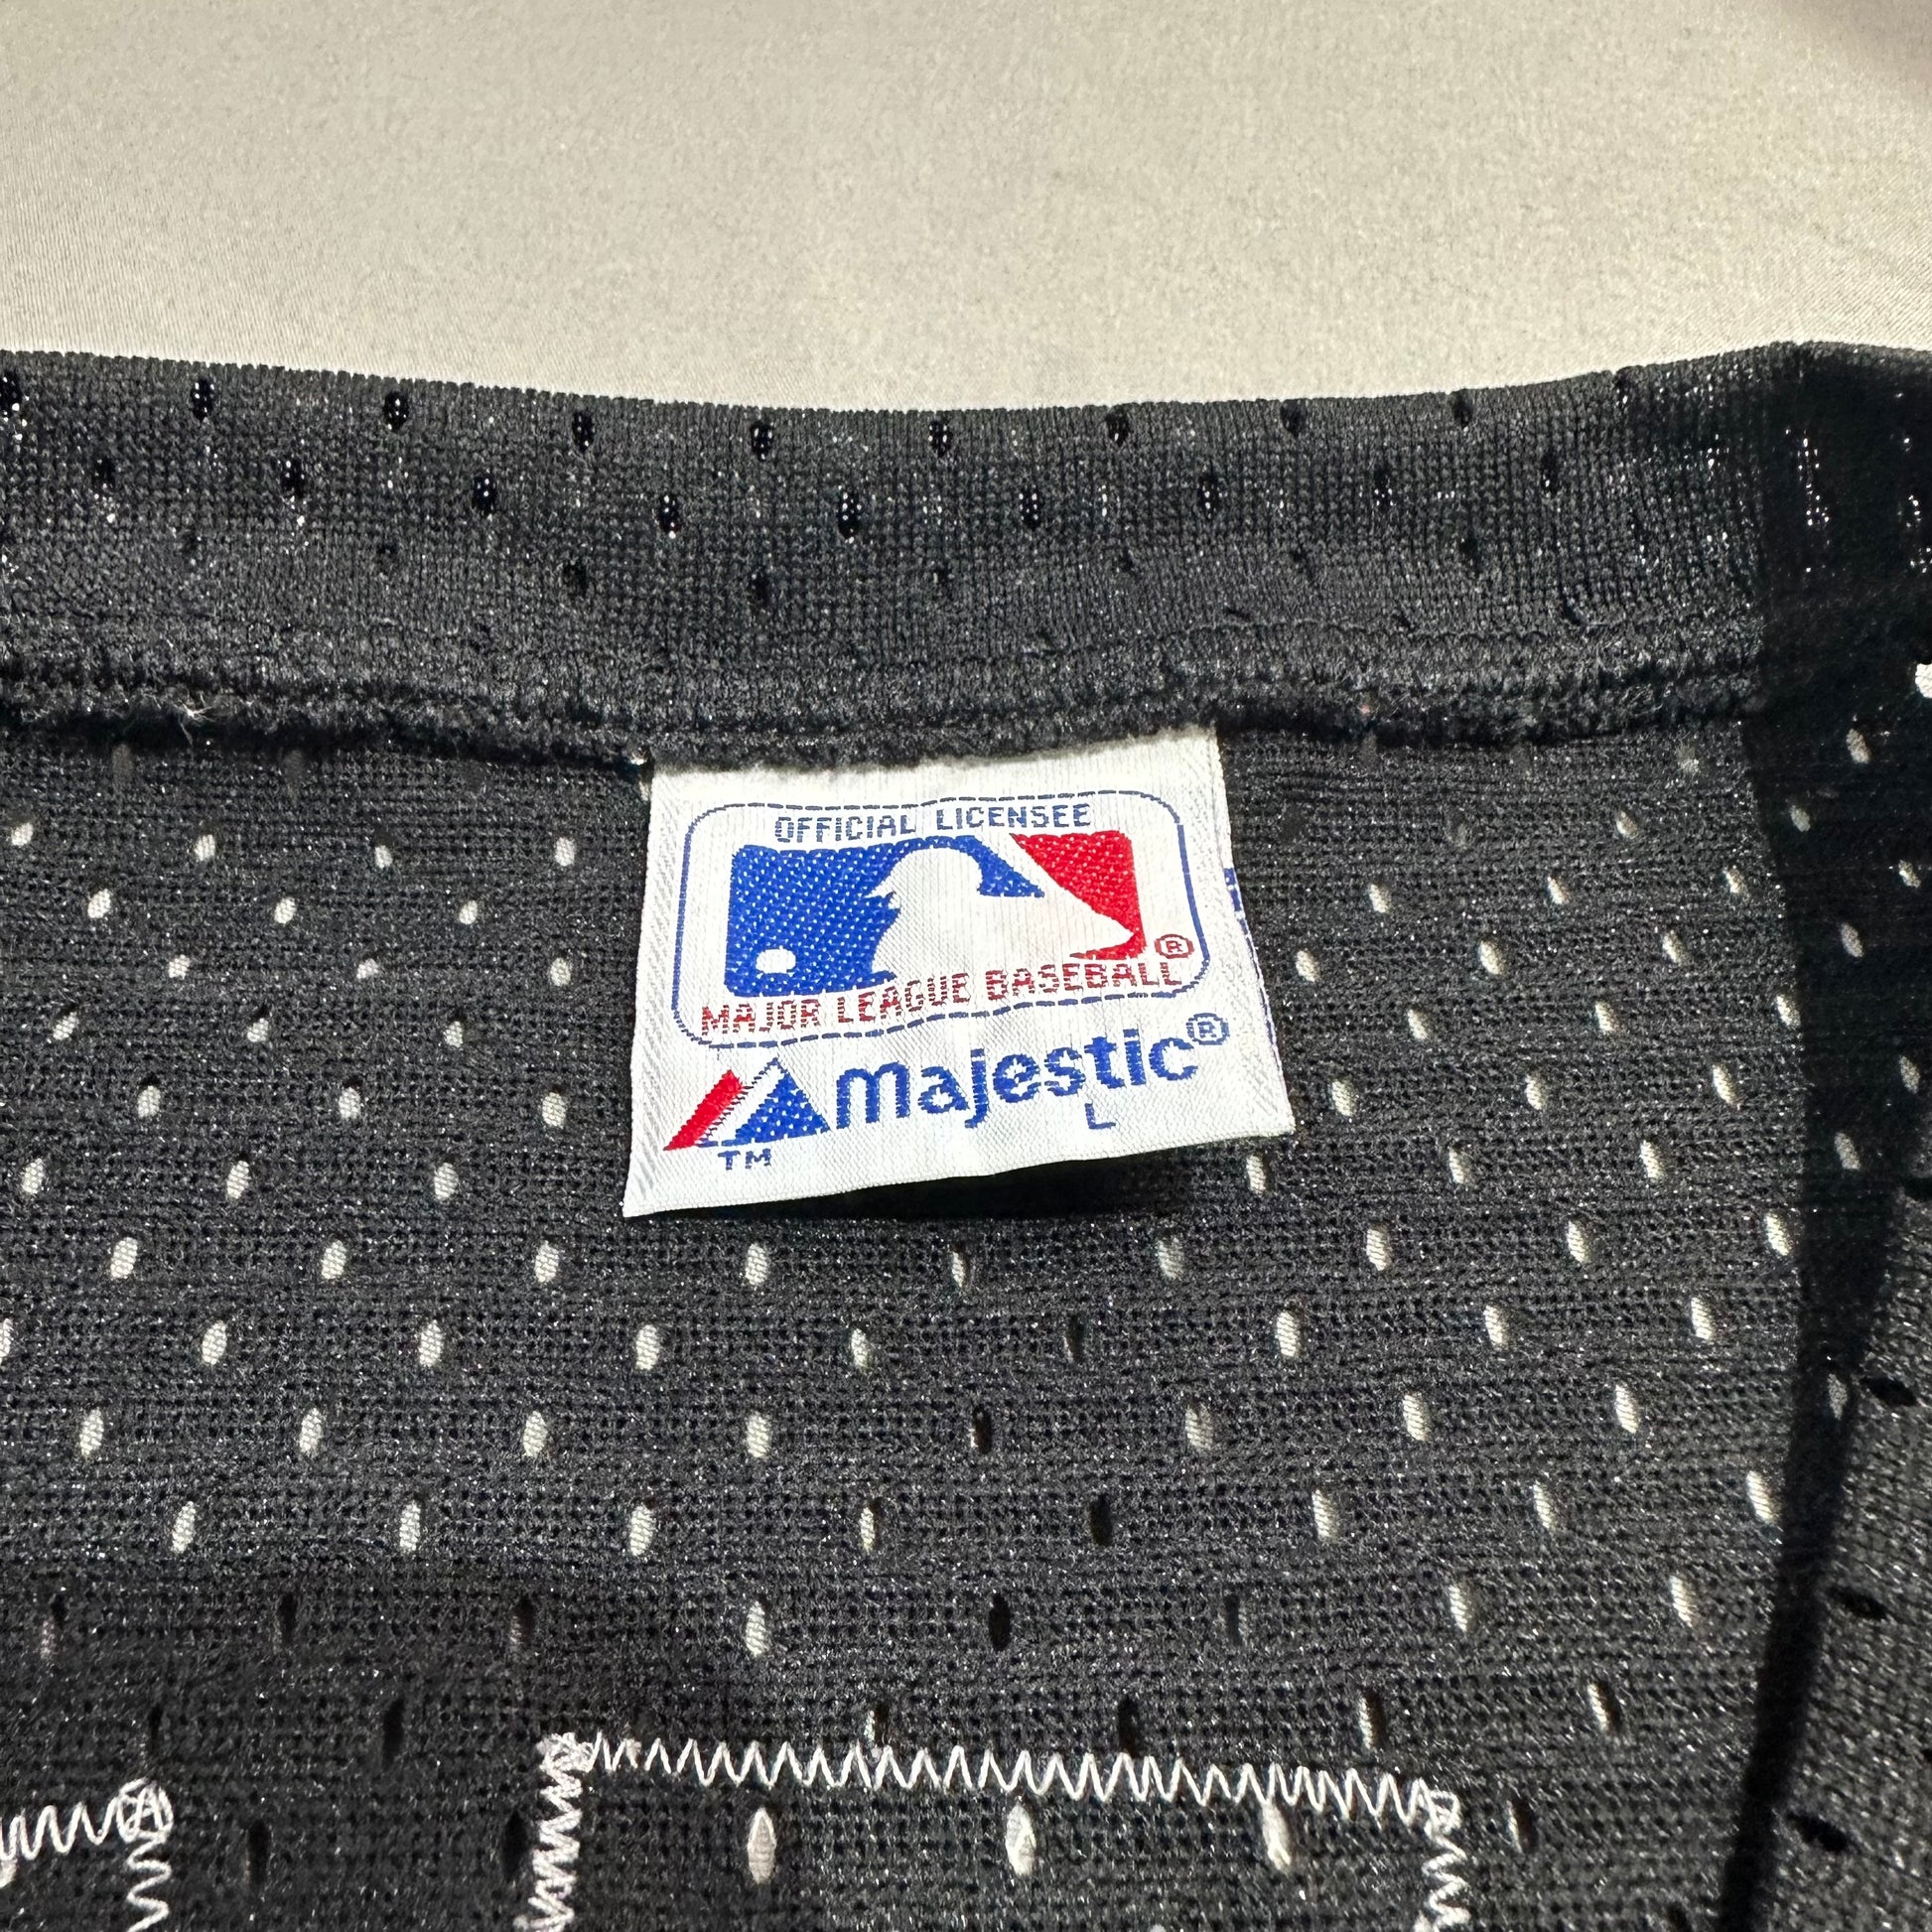 OFFICIAL LICENSEE
®
MAJOR LEAGUE BASEBALL
majestic®
L
TM